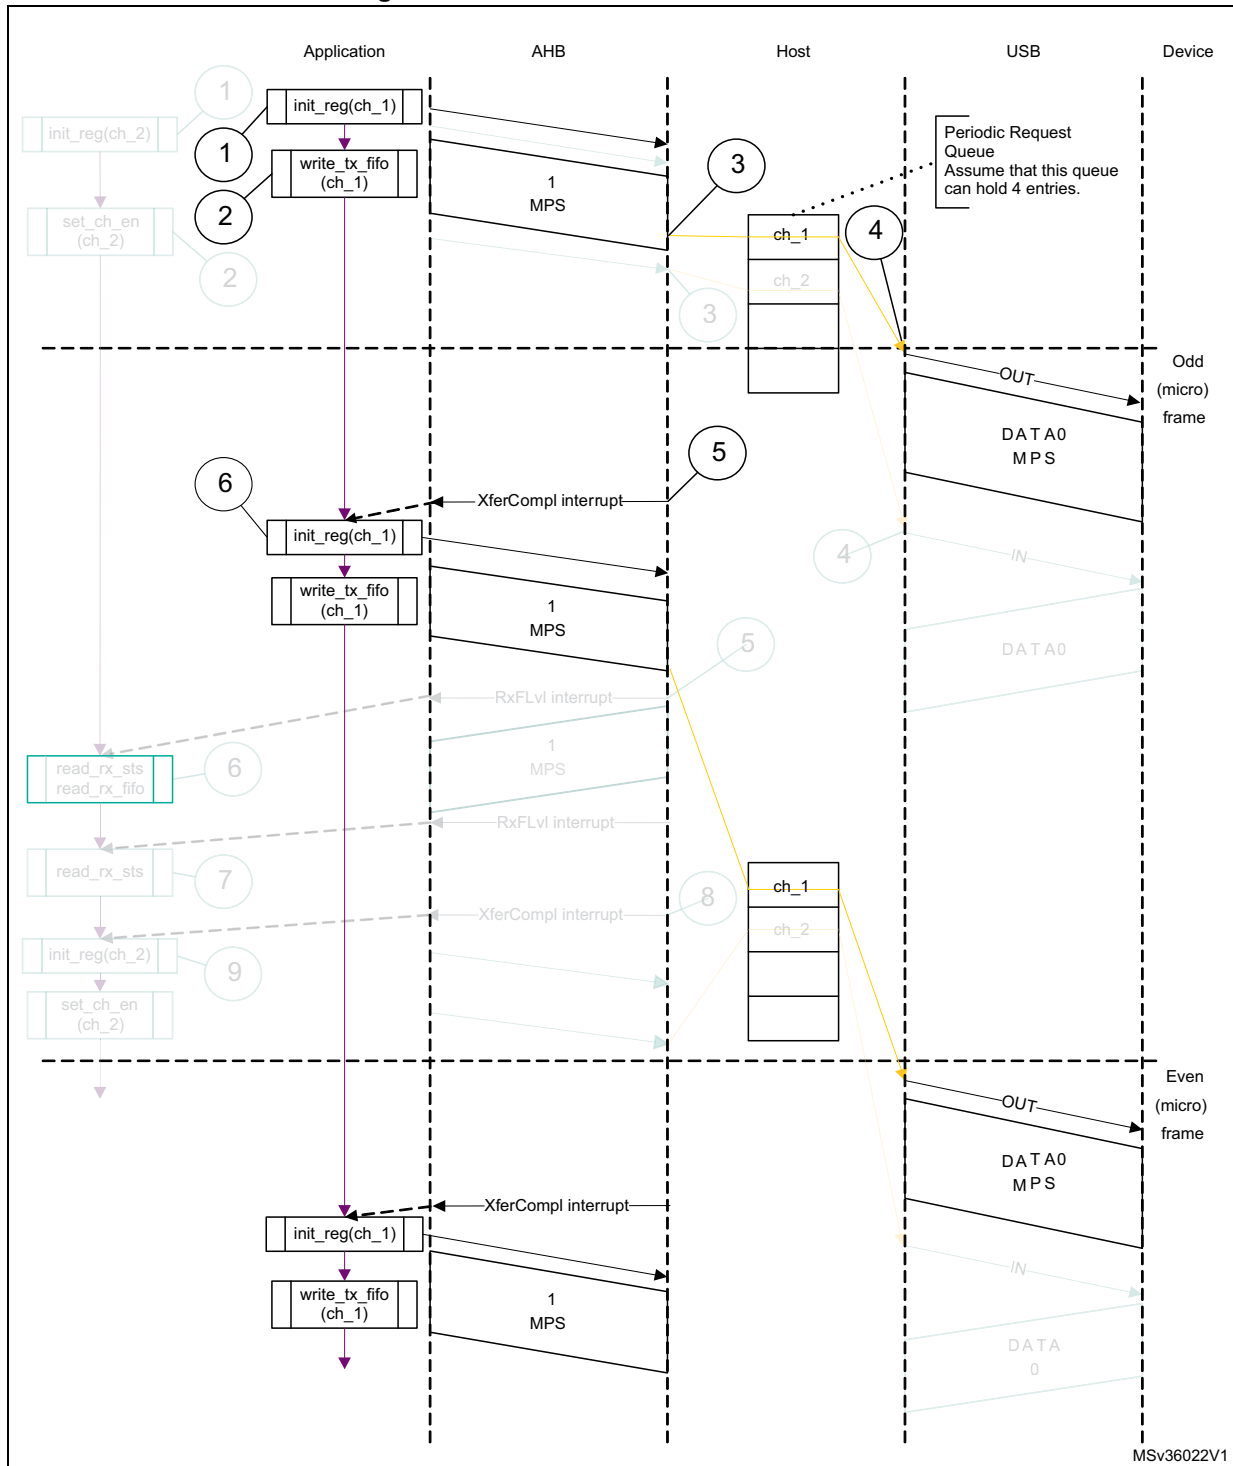 Application
AHB
Host
USB
Device
1
init_reg(ch_1)
init_reg(ch_2)
1
Periodic Request
Queue
Assume that this queue
can hold 4 entries.
write_tx_fifo
(ch_1)
1
MPS
3
2
set_ch_en
(ch_2)
ch_1
4
2
ch_2
3
Odd
(micro)
frame
OUT
DATA0
MPS
5
6
XferCompl interrupt
init_reg(ch_1)
4
IN
write_tx_fifo
(ch_1)
1
MPS
5
DATA0
RxFLvl interrupt
1
MPS
read_rx_sts
read_rx_fifo
6
RxFLvl interrupt
read_rx_sts
7
ch_1
8
XferCompl interrupt
ch_2
init_reg(ch_2)
9
set_ch_en
(ch_2)
Even
(micro)
frame
OUT
DATA0
MPS
XferCompl interrupt
init_reg(ch_1)
IN
write_tx_fifo
(ch_1)
1
MPS
DATA
0
MSv36022V1